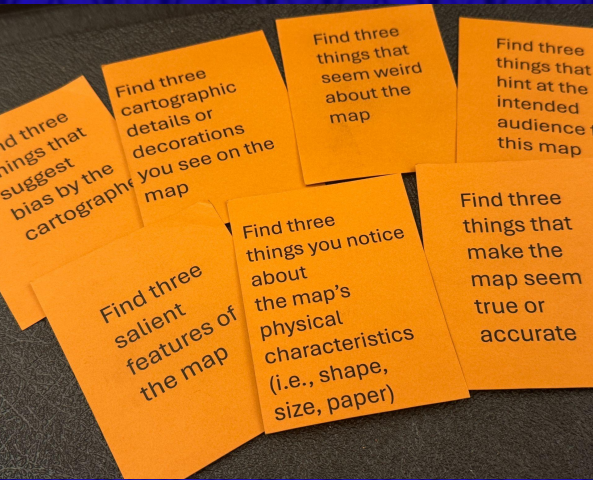 nd three
hings that
suggest
bias by the
cartographe
Find three
cartographic
details or
decorations
you see on the
map
Find three
things that
seem weird
about the
map
Find three
things that
hint at the
intended
audience
this map
Find three
salient
features of
the map
Find three
things you notice
about
the map's
physical
characteristics
(i.e., shape,
size, paper)
Find three
things that
make the
map seem
true or
accurate